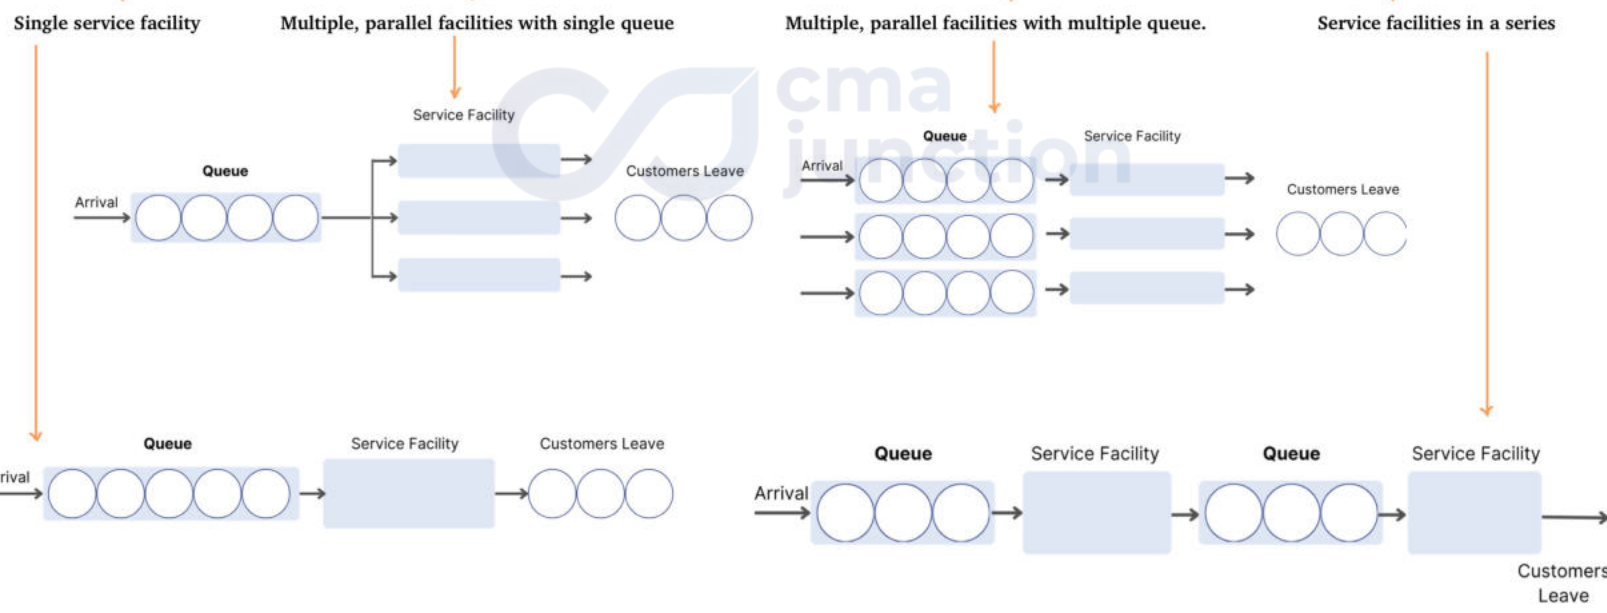 Single service facility
Multiple, parallel facilities with single queue
Multiple, parallel facilities with multiple queue.
Service facilities in a series
cma
junction
Service Facility
Queue
Arrival
Customers Leave
Queue
Service Facility
Arrival
Customers Leave
rival
Queue
Service Facility
Customers Leave
Arrival
Queue
Service Facility
Queue
Service Facility
Customers
Leave